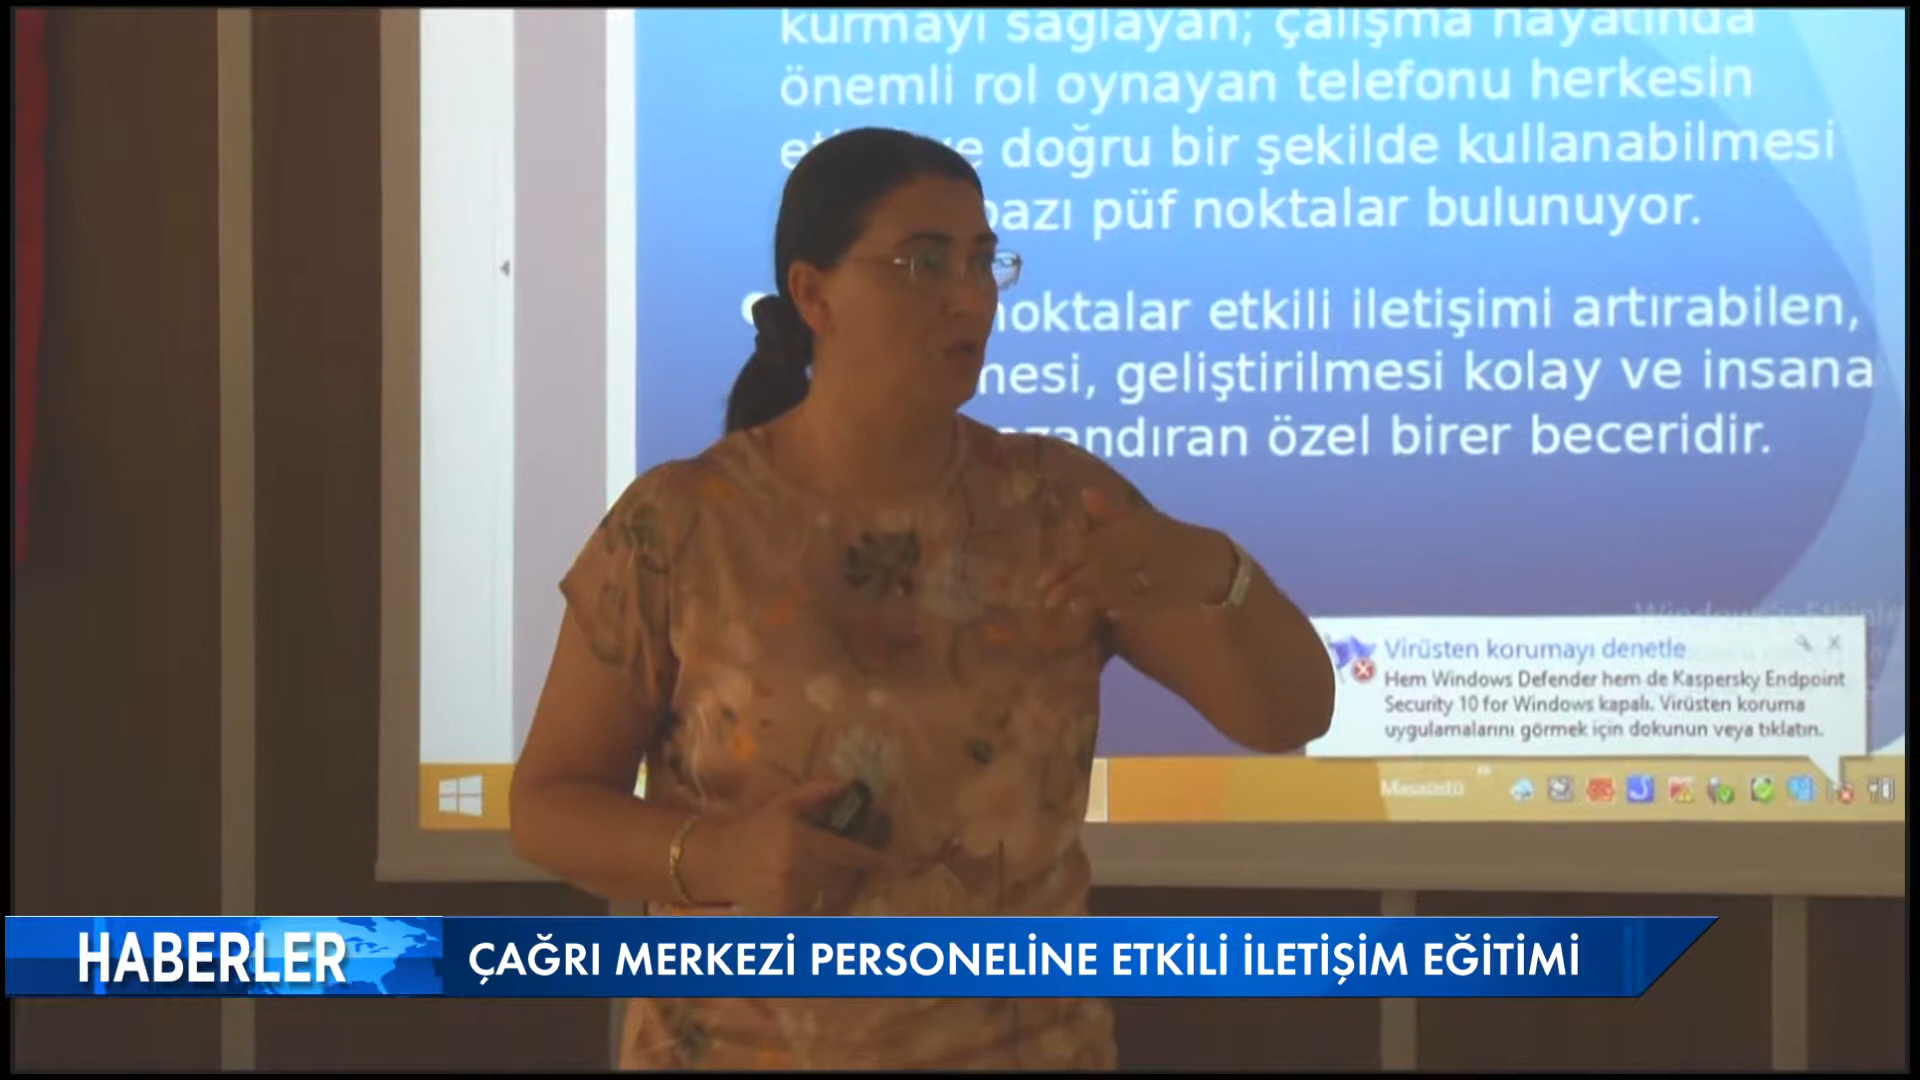 kurmayı sağlayan; çalışma hayatında
önemli rol oynayan telefonu herkesin
doğru bir şekilde kullanabilmesi
bazı püf noktalar bulunuyor.
noktalar etkili iletişimi artırabilen,
geliştirilmesi kolay ve insana
özel birer beceridir.
Virüsten korumayı denetle
Hem Windows Defender hem de Kaspersky Endpoint
Security 10 for Windows kapalı. Virüsten koruma
uygulamalarını görmek için dokunun veya tıklatın.
Masaüstü
HABERLER
ÇAĞRI MERKEZİ PERSONELİNE ETKİLİ İLETİŞİM EĞİTİMİ